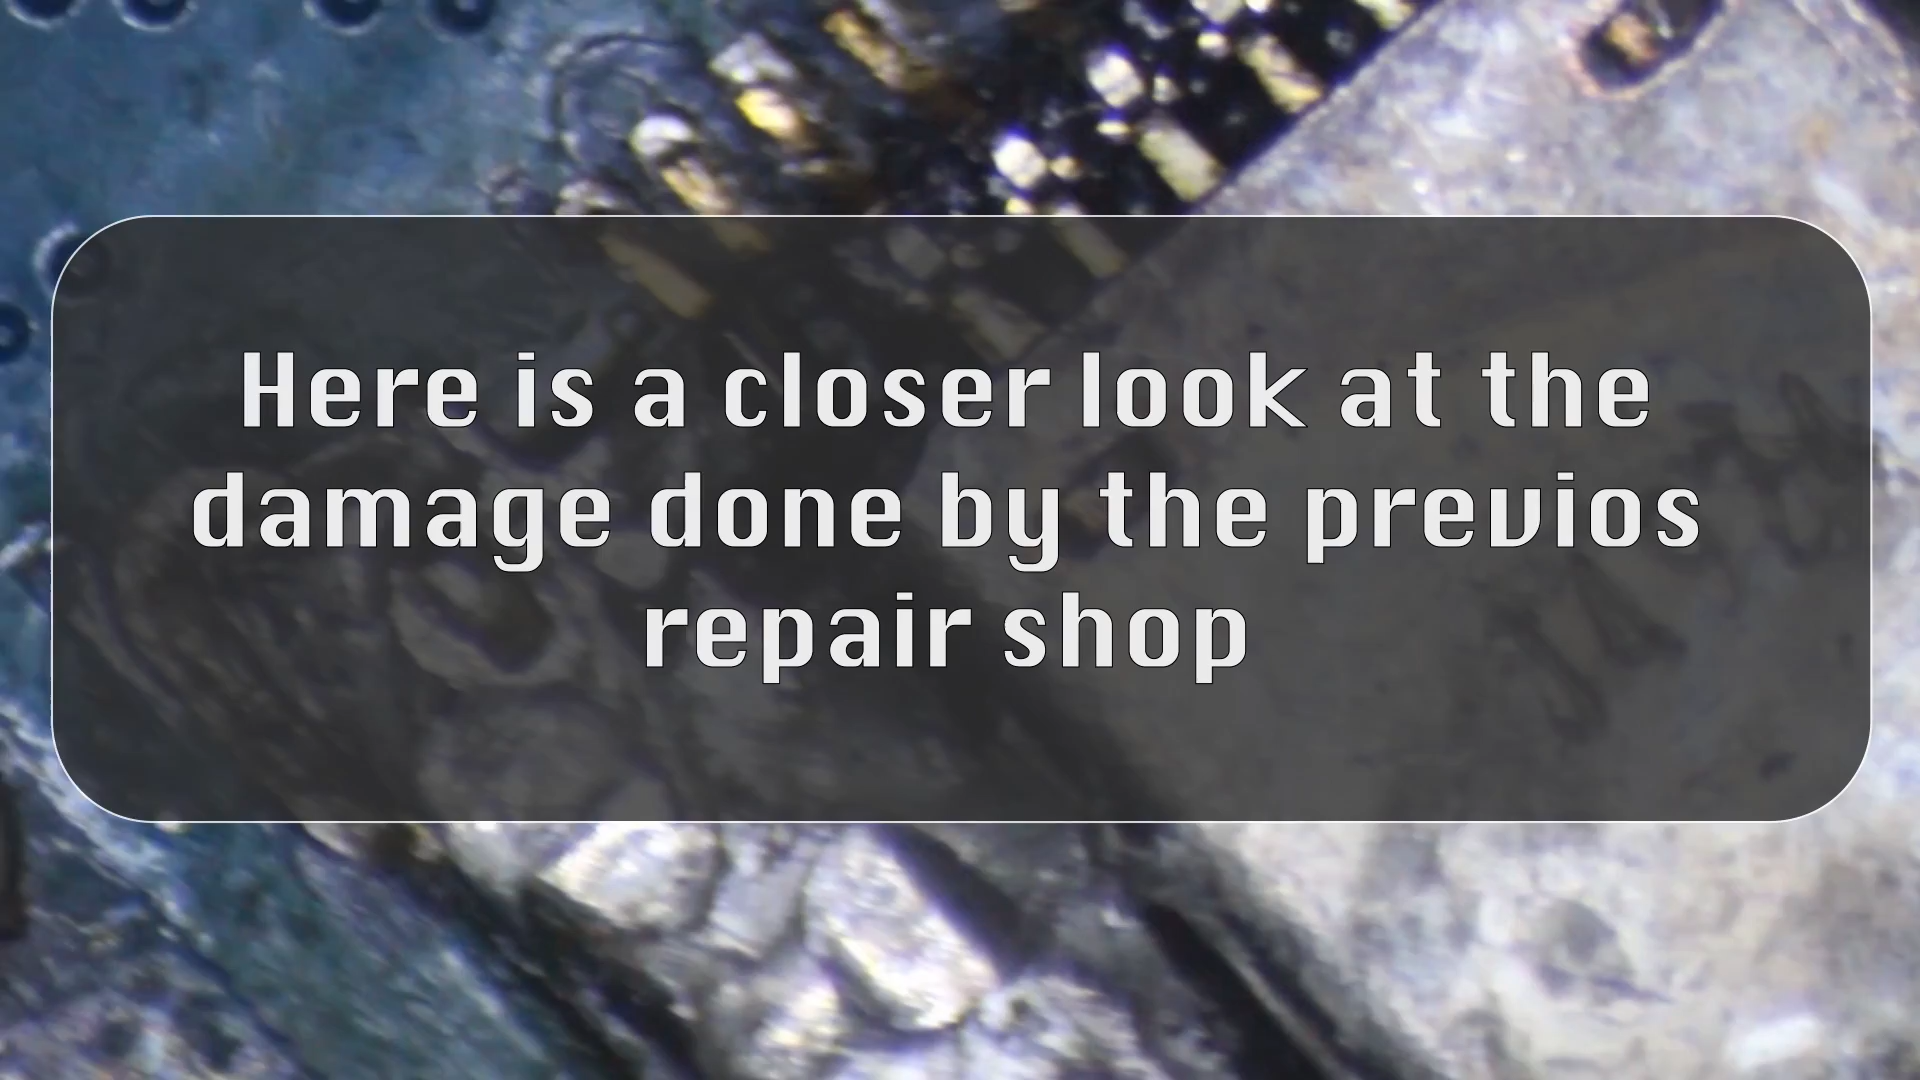 Here is a closer look at the
damage done by the previos
repair shop